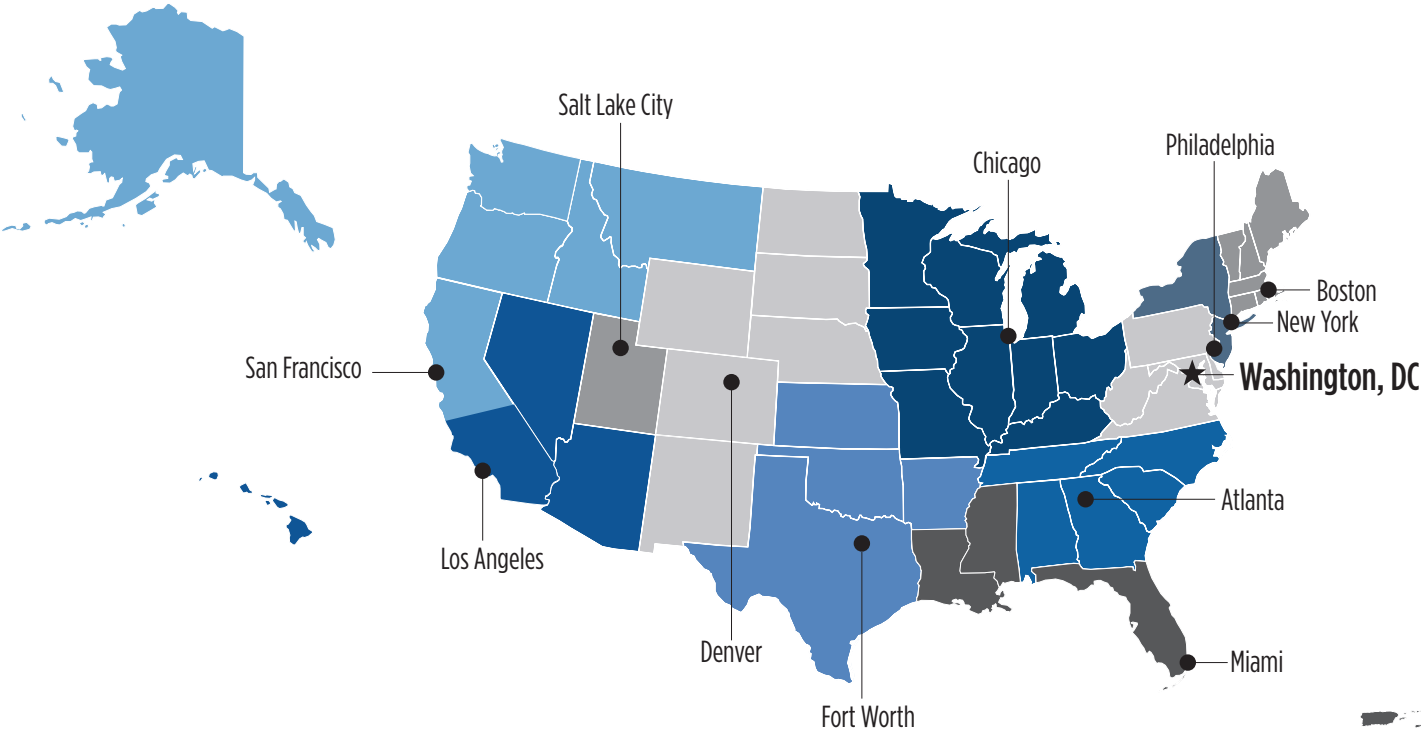 Salt Lake City
Philadelphia
Chicago
Boston
New York
San Francisco
Washington, DC
Atlanta
Los Angeles
Denver
Miami
Fort Worth